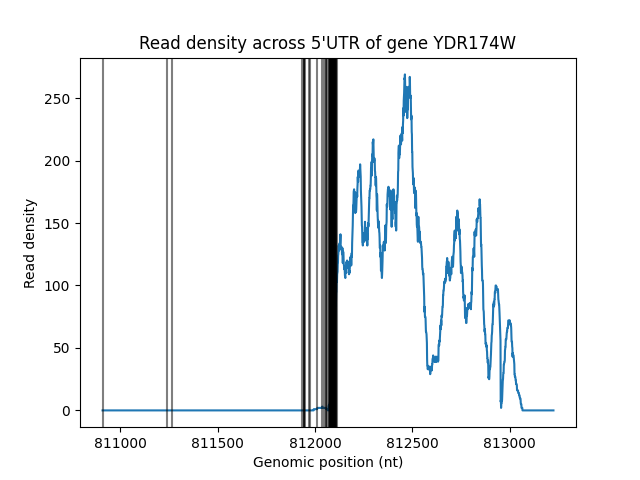 Read density across 5'UTR of gene YDR174W
250
200
150
100
50
0
Read density
811000 811500 812000 812500 813000
Genomic position (nt)